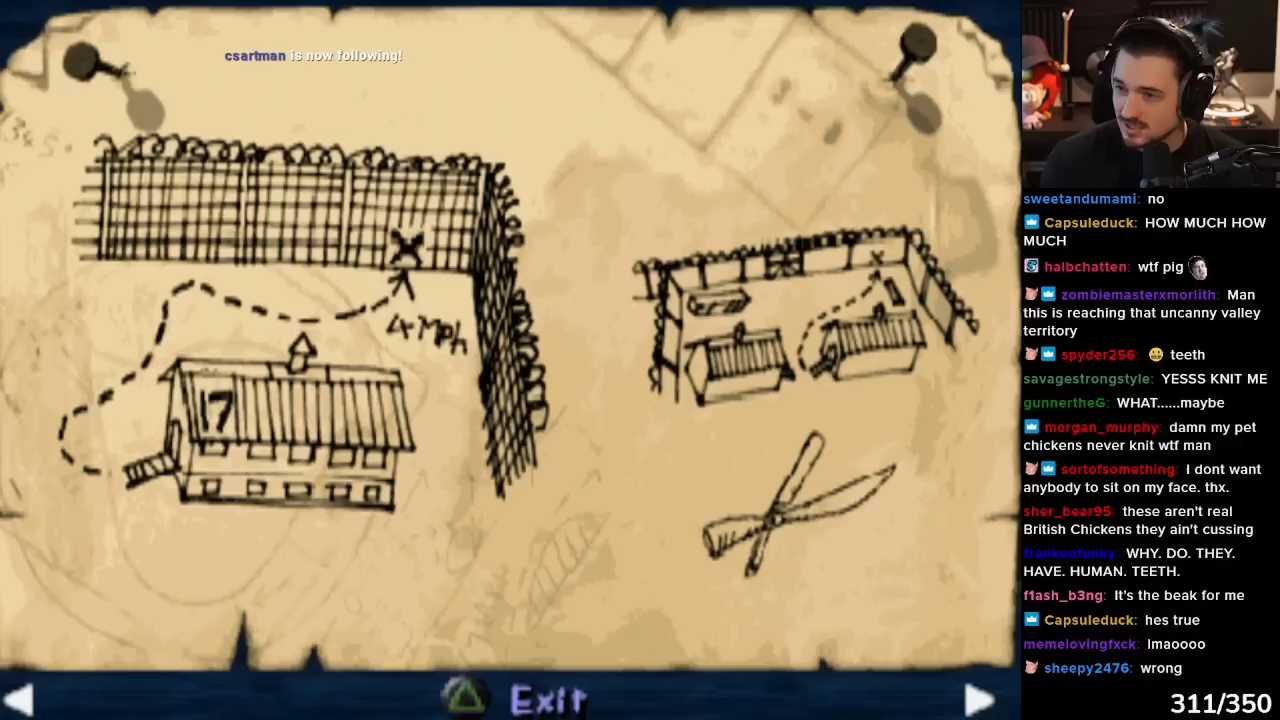 csartman is now following!
4 Mph
17
Exit
sweetandumami: no
Capsuleduck: HOW MUCH HOW
MUCH
halbchatten: wtf pig
zombiemasterxmorlith: Man
this is reaching that uncanny valley
territory
spyder256: teeth
savagestrongstyle: YESSS KNIT ME
gunnertheG: WHAT......maybe
morgan_murphy: damn my pet
chickens never knit wtf man
sortofsomething: I dont want
anybody to sit on my face. thx.
sher_bear95: these aren't real
British Chickens they ain't cussing
frankgofunky: WHY. DO. THEY.
HAVE. HUMAN. TEETH.
f1ash_b3ng: It's the beak for me
Capsuleduck: hes true
memelovingfxck: lmaoooo
sheepy2476: wrong
311/350